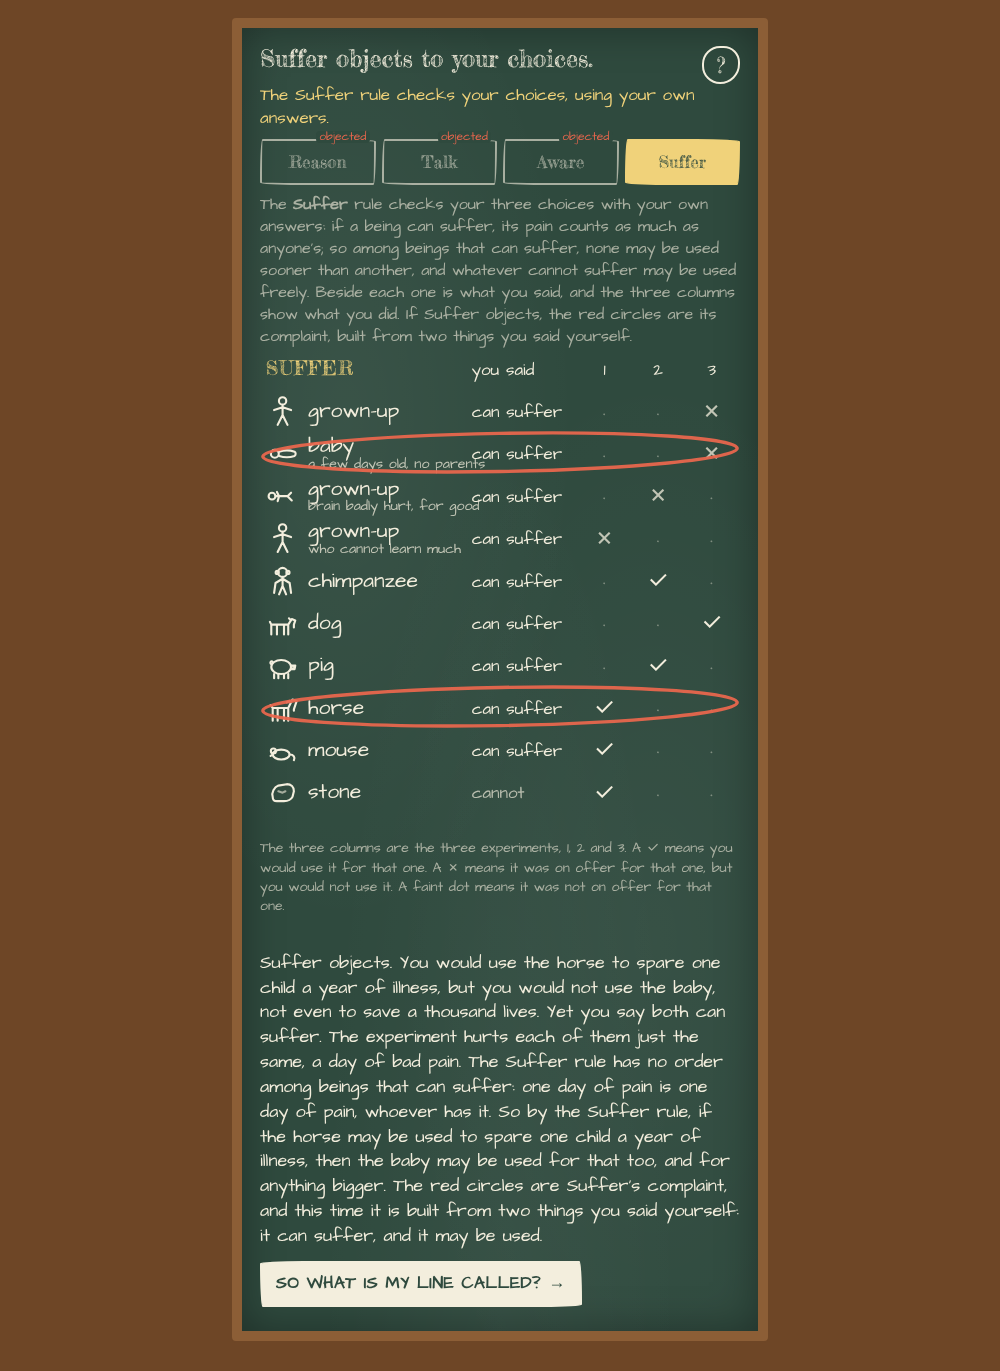 Suffer objects to your choices.
?
The Suffer rule checks your choices, using your own
answers.
objected objected objected
Reason Talk Aware Suffer
The Suffer rule checks your three choices with your own
answers: if a being can suffer, its pain counts as much as
anyone's; so among beings that can suffer, none may be used
sooner than another, and whatever cannot suffer may be used
freely. Beside each one is what you said, and the three columns
show what you did. If Suffer objects, the red circles are its
complaint, built from two things you said yourself.
SUFFER you said 1 2 3
grown-up can suffer · · ✕
baby can suffer · · ✕
a few days old, no parents
grown-up can suffer · ✕ ·
brain badly hurt, for good
grown-up can suffer ✕ · ·
who cannot learn much
chimpanzee can suffer · ✓ ·
dog can suffer · · ✓
pig can suffer · ✓ ·
horse can suffer ✓ · ·
mouse can suffer ✓ · ·
stone cannot ✓ · ·
The three columns are the three experiments, 1, 2 and 3. A ✓ means you
would use it for that one. A ✕ means it was on offer for that one, but
you would not use it. A faint dot means it was not on offer for that
one.
Suffer objects. You would use the horse to spare one
child a year of illness, but you would not use the baby,
not even to save a thousand lives. Yet you say both can
suffer. The experiment hurts each of them just the
same, a day of bad pain. The Suffer rule has no order
among beings that can suffer: one day of pain is one
day of pain, whoever has it. So by the Suffer rule, if
the horse may be used to spare one child a year of
illness, then the baby may be used for that too, and for
anything bigger. The red circles are Suffer's complaint,
and this time it is built from two things you said yourself:
it can suffer, and it may be used.
SO WHAT IS MY LINE CALLED? →